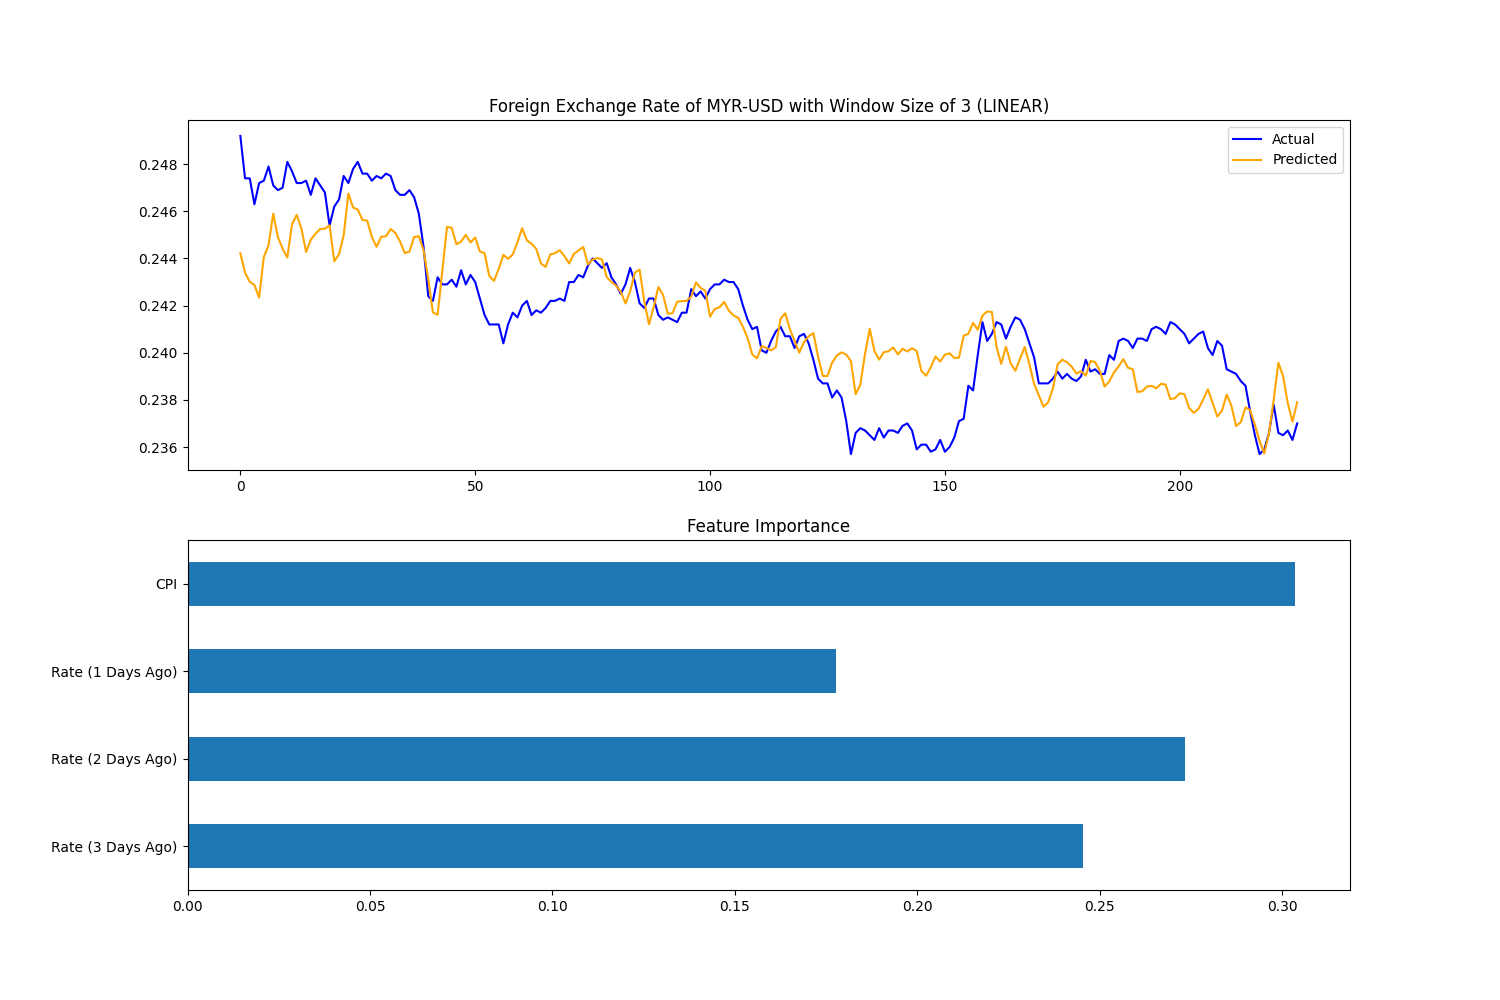 Foreign Exchange Rate of MYR-USD with Window Size of 3 (LINEAR)
Actual
Predicted
0.248
0.246
0.244
0.242
0.240
0.238
0.236
0 50 100 150 200
Feature Importance
CPI
Rate (1 Days Ago)
Rate (2 Days Ago)
Rate (3 Days Ago)
0.00 0.05 0.10 0.15 0.20 0.25 0.30